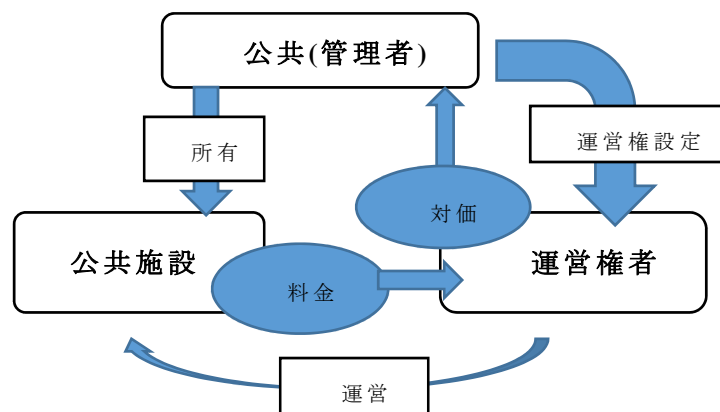 公共(管理者)
所有
運営権設定
対価
公共施設
運営権者
料金
運営